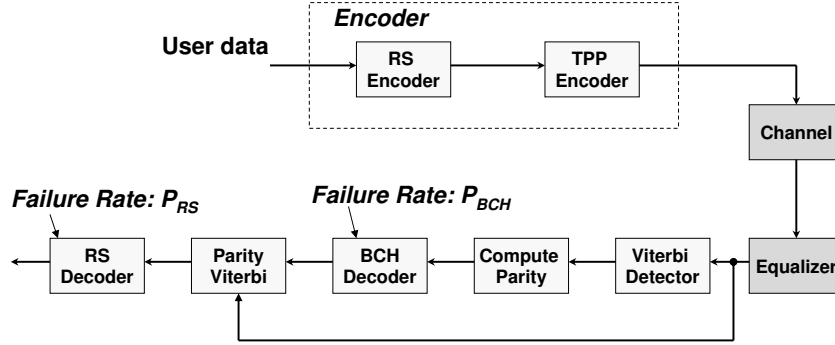 Encoder
User data
RS
Encoder
TPP
Encoder
Channel
Failure Rate: P_RS
Failure Rate: P_BCH
RS
Decoder
Parity
Viterbi
BCH
Decoder
Compute
Parity
Viterbi
Detector
Equalizer